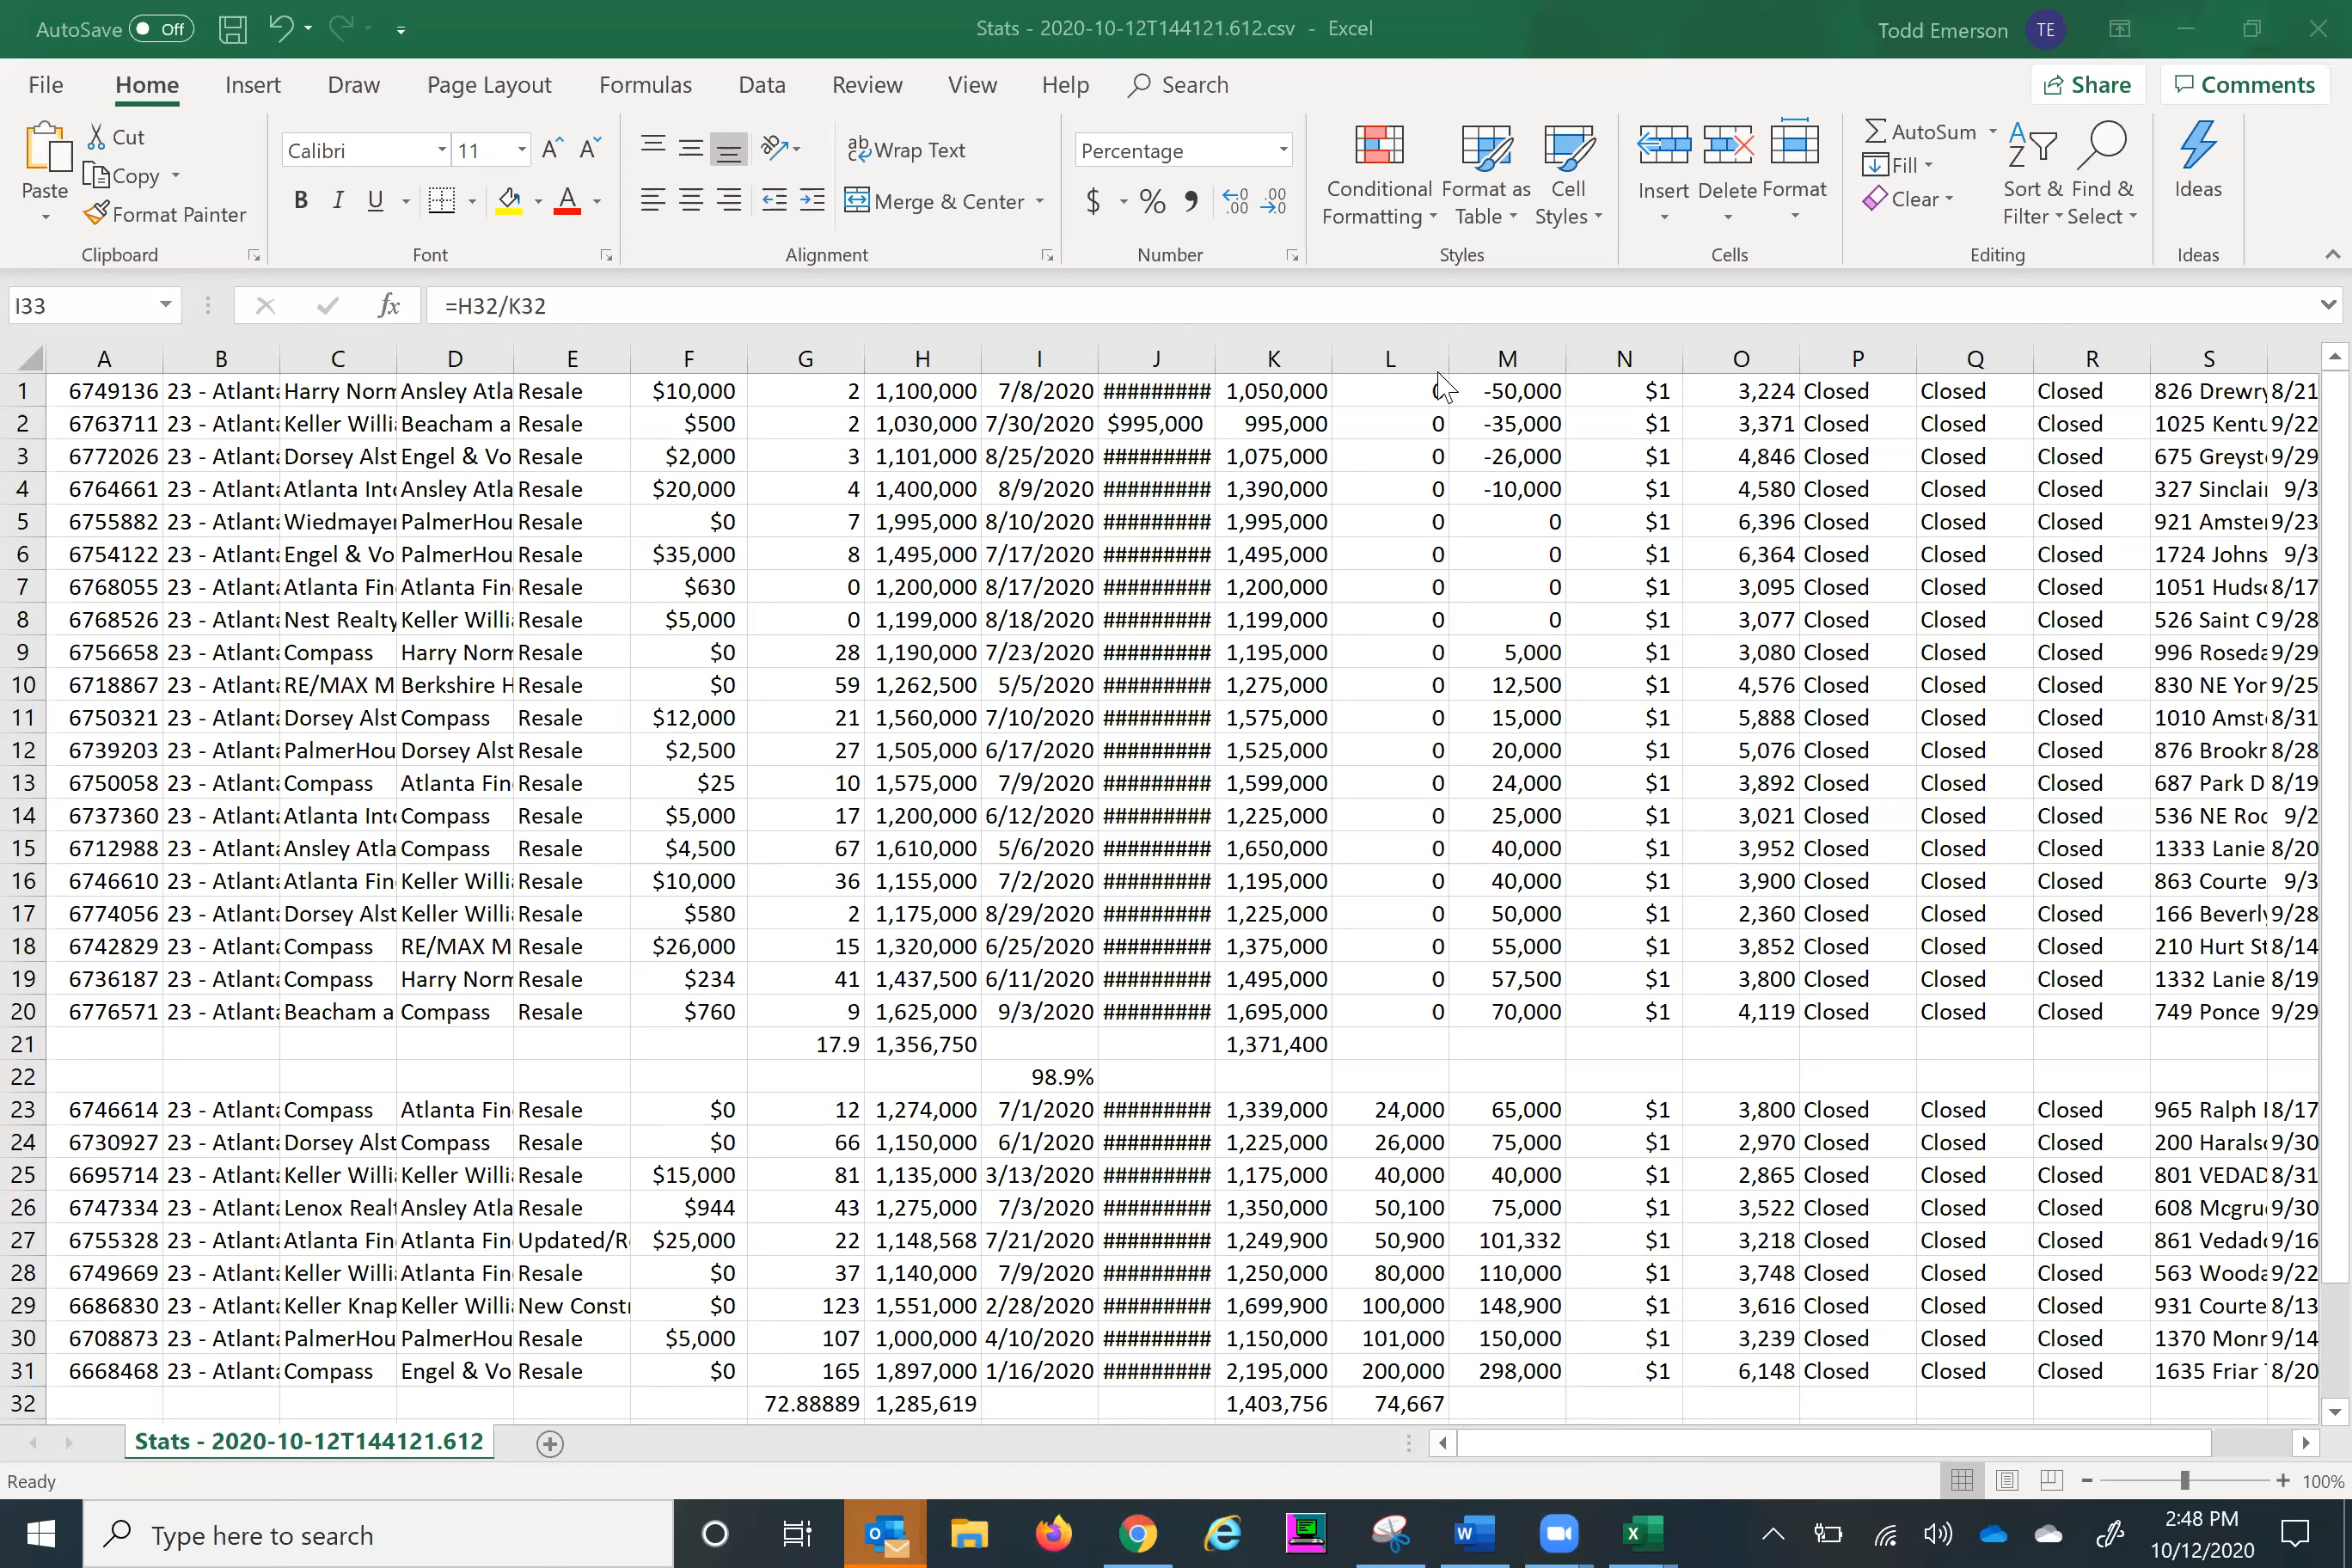 AutoSave Off Stats - 2020-10-12T144121.612.csv - Excel Todd Emerson TE
File Home Insert Draw Page Layout Formulas Data Review View Help Search Share Comments
Paste Cut Copy Format Painter Clipboard
Calibri 11 A A B I U A Font
ab Wrap Text Merge & Center Alignment
Percentage $ % , Number
Conditional Formatting Format as Table Cell Styles Styles
Insert Delete Format Cells
AutoSum Fill Clear Sort & Filter Find & Select Editing
Ideas Ideas
I33 fx =H32/K32
A B C D E F G H I J K L M N O P Q R S
1 6749136 23 - Atlanta Harry Norm Ansley Atla Resale $10,000 2 1,100,000 7/8/2020 ######### 1,050,000 0 -50,000 $1 3,224 Closed Closed Closed 826 Drewry 8/21
2 6763711 23 - Atlanta Keller Willi Beacham a Resale $500 2 1,030,000 7/30/2020 $995,000 995,000 0 -35,000 $1 3,371 Closed Closed Closed 1025 Kentu 9/22
3 6772026 23 - Atlanta Dorsey Alst Engel & Vo Resale $2,000 3 1,101,000 8/25/2020 ######### 1,075,000 0 -26,000 $1 4,846 Closed Closed Closed 675 Greyst 9/29
4 6764661 23 - Atlanta Atlanta Into Ansley Atla Resale $20,000 4 1,400,000 8/9/2020 ######### 1,390,000 0 -10,000 $1 4,580 Closed Closed Closed 327 Sinclai 9/3
5 6755882 23 - Atlanta Wiedmayer PalmerHou Resale $0 7 1,995,000 8/10/2020 ######### 1,995,000 0 0 $1 6,396 Closed Closed Closed 921 Amster 9/23
6 6754122 23 - Atlanta Engel & Vo PalmerHou Resale $35,000 8 1,495,000 7/17/2020 ######### 1,495,000 0 0 $1 6,364 Closed Closed Closed 1724 Johns 9/3
7 6768055 23 - Atlanta Atlanta Fin Atlanta Fin Resale $630 0 1,200,000 8/17/2020 ######### 1,200,000 0 0 $1 3,095 Closed Closed Closed 1051 Hudso 8/17
8 6768526 23 - Atlanta Nest Realty Keller Willi Resale $5,000 0 1,199,000 8/18/2020 ######### 1,199,000 0 0 $1 3,077 Closed Closed Closed 526 Saint C 9/28
9 6756658 23 - Atlanta Compass Harry Norm Resale $0 28 1,190,000 7/23/2020 ######### 1,195,000 0 5,000 $1 3,080 Closed Closed Closed 996 Roseda 9/29
10 6718867 23 - Atlanta RE/MAX M Berkshire H Resale $0 59 1,262,500 5/5/2020 ######### 1,275,000 0 12,500 $1 4,576 Closed Closed Closed 830 NE Yor 9/25
11 6750321 23 - Atlanta Dorsey Alst Compass Resale $12,000 21 1,560,000 7/10/2020 ######### 1,575,000 0 15,000 $1 5,888 Closed Closed Closed 1010 Amst 8/31
12 6739203 23 - Atlanta PalmerHou Dorsey Alst Resale $2,500 27 1,505,000 6/17/2020 ######### 1,525,000 0 20,000 $1 5,076 Closed Closed Closed 876 Brookr 8/28
13 6750058 23 - Atlanta Compass Atlanta Fin Resale $25 10 1,575,000 7/9/2020 ######### 1,599,000 0 24,000 $1 3,892 Closed Closed Closed 687 Park D 8/19
14 6737360 23 - Atlanta Atlanta Into Compass Resale $5,000 17 1,200,000 6/12/2020 ######### 1,225,000 0 25,000 $1 3,021 Closed Closed Closed 536 NE Roc 9/2
15 6712988 23 - Atlanta Ansley Atla Compass Resale $4,500 67 1,610,000 5/6/2020 ######### 1,650,000 0 40,000 $1 3,952 Closed Closed Closed 1333 Lanie 8/20
16 6746610 23 - Atlanta Atlanta Fin Keller Willi Resale $10,000 36 1,155,000 7/2/2020 ######### 1,195,000 0 40,000 $1 3,900 Closed Closed Closed 863 Courte 9/3
17 6774056 23 - Atlanta Dorsey Alst Keller Willi Resale $580 2 1,175,000 8/29/2020 ######### 1,225,000 0 50,000 $1 2,360 Closed Closed Closed 166 Beverly 9/28
18 6742829 23 - Atlanta Compass RE/MAX M Resale $26,000 15 1,320,000 6/25/2020 ######### 1,375,000 0 55,000 $1 3,852 Closed Closed Closed 210 Hurt St 8/14
19 6736187 23 - Atlanta Compass Harry Norm Resale $234 41 1,437,500 6/11/2020 ######### 1,495,000 0 57,500 $1 3,800 Closed Closed Closed 1332 Lanie 8/19
20 6776571 23 - Atlanta Beacham a Compass Resale $760 9 1,625,000 9/3/2020 ######### 1,695,000 0 70,000 $1 4,119 Closed Closed Closed 749 Ponce 9/29
21 17.9 1,356,750 1,371,400
22 98.9%
23 6746614 23 - Atlanta Compass Atlanta Fin Resale $0 12 1,274,000 7/1/2020 ######### 1,339,000 24,000 65,000 $1 3,800 Closed Closed Closed 965 Ralph 8/17
24 6730927 23 - Atlanta Dorsey Alst Compass Resale $0 66 1,150,000 6/1/2020 ######### 1,225,000 26,000 75,000 $1 2,970 Closed Closed Closed 200 Haralso 9/30
25 6695714 23 - Atlanta Keller Willi Keller Willi Resale $15,000 81 1,135,000 3/13/2020 ######### 1,175,000 40,000 40,000 $1 2,865 Closed Closed Closed 801 VEDAD 8/31
26 6747334 23 - Atlanta Lenox Realt Ansley Atla Resale $944 43 1,275,000 7/3/2020 ######### 1,350,000 50,100 75,000 $1 3,522 Closed Closed Closed 608 Mcgru 9/30
27 6755328 23 - Atlanta Atlanta Fin Atlanta Fin Updated/R $25,000 22 1,148,568 7/21/2020 ######### 1,249,900 50,900 101,332 $1 3,218 Closed Closed Closed 861 Vedado 9/16
28 6749669 23 - Atlanta Keller Willi Atlanta Fin Resale $0 37 1,140,000 7/9/2020 ######### 1,250,000 80,000 110,000 $1 3,748 Closed Closed Closed 563 Wooda 9/22
29 6686830 23 - Atlanta Keller Knap Keller Willi New Constr $0 123 1,551,000 2/28/2020 ######### 1,699,900 100,000 148,900 $1 3,616 Closed Closed Closed 931 Courte 8/13
30 6708873 23 - Atlanta PalmerHou PalmerHou Resale $5,000 107 1,000,000 4/10/2020 ######### 1,150,000 101,000 150,000 $1 3,239 Closed Closed Closed 1370 Monr 9/14
31 6668468 23 - Atlanta Compass Engel & Vo Resale $0 165 1,897,000 1/16/2020 ######### 2,195,000 200,000 298,000 $1 6,148 Closed Closed Closed 1635 Friar 8/20
32 72.88889 1,285,619 1,403,756 74,667
Stats - 2020-10-12T144121.612
Ready 100%
Type here to search 2:48 PM
10/12/2020